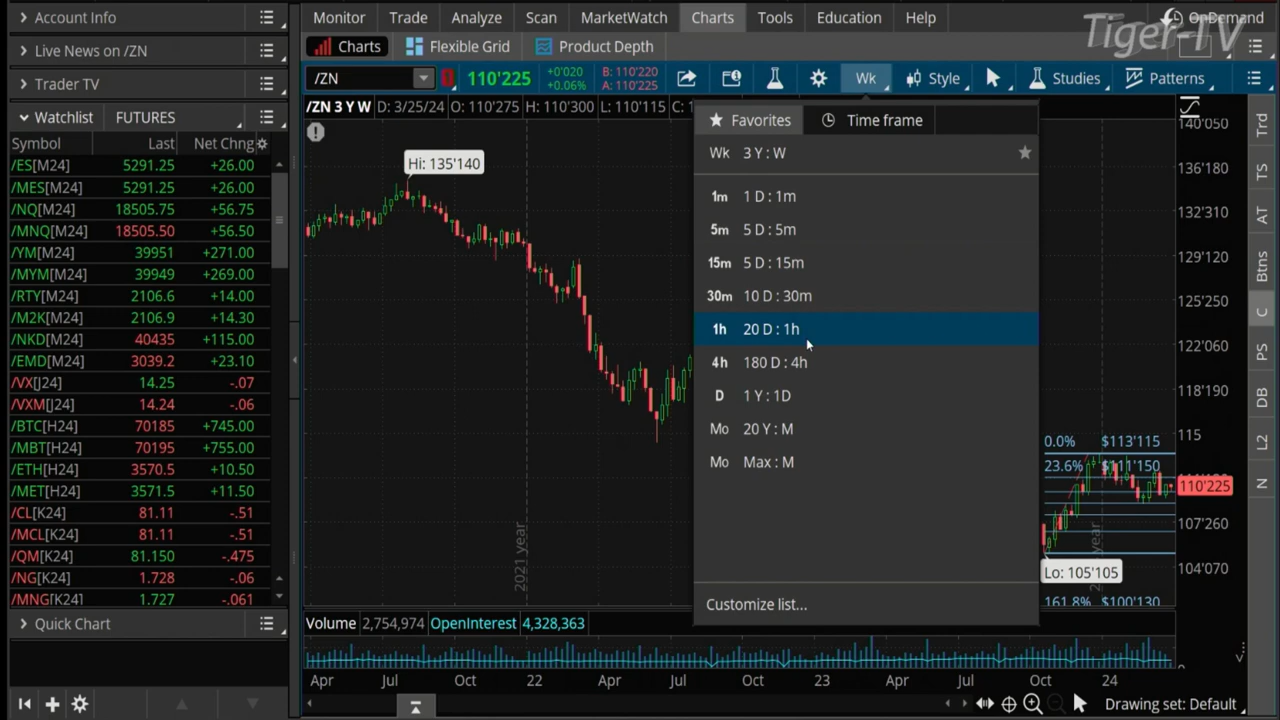 Account Info
Live News on /ZN
Trader TV
Watchlist FUTURES
Symbol Last Net Chng
/ES[M24] 5291.25 +26.00
/MES[M24] 5291.25 +26.00
/NQ[M24] 18505.75 +56.75
/MNQ[M24] 18505.50 +56.50
/YM[M24] 39951 +271.00
/MYM[M24] 39949 +269.00
/RTY[M24] 2106.6 +14.00
/M2K[M24] 2106.9 +14.30
/NKD[M24] 40435 +115.00
/EMD[M24] 3039.2 +23.10
/VX[J24] 14.25 -.07
/VXM[J24] 14.24 -.06
/BTC[H24] 70185 +745.00
/MBT[H24] 70195 +755.00
/ETH[H24] 3570.5 +10.50
/MET[H24] 3571.5 +11.50
/CL[K24] 81.11 -.51
/MCL[K24] 81.11 -.51
/QM[K24] 81.150 -.475
/NG[K24] 1.728 -.06
/MNG[K24] 1.727 -.061
Quick Chart
Monitor Trade Analyze Scan MarketWatch Charts Tools Education Help OnDemand
Tiger-TV
Charts Flexible Grid Product Depth
/ZN 110'225 +0'020 +0.06% B: 110'220 A: 110'225 Wk Style Studies Patterns
/ZN 3 Y W D: 3/25/24 O: 110'275 H: 110'300 L: 110'115 C: 1
Favorites Time frame
Wk 3 Y : W
1m 1 D : 1m
5m 5 D : 5m
15m 5 D : 15m
30m 10 D : 30m
1h 20 D : 1h
4h 180 D : 4h
D 1 Y : 1D
Mo 20 Y : M
Mo Max : M
Customize list...
Hi: 135'140
2021 year
year
0.0% $113'115
23.6% $111'150
Lo: 105'105
161.8% $100'130
140'050
136'180
132'310
129'120
125'250
122'060
118'190
115
110'225
107'260
104'070
0
Trd
TS
AT
Btns
C
PS
DB
L2
N
Volume 2,754,974 OpenInterest 4,328,363
Apr Jul Oct 22 Apr Jul Oct 23 Apr Jul Oct 24
Drawing set: Default